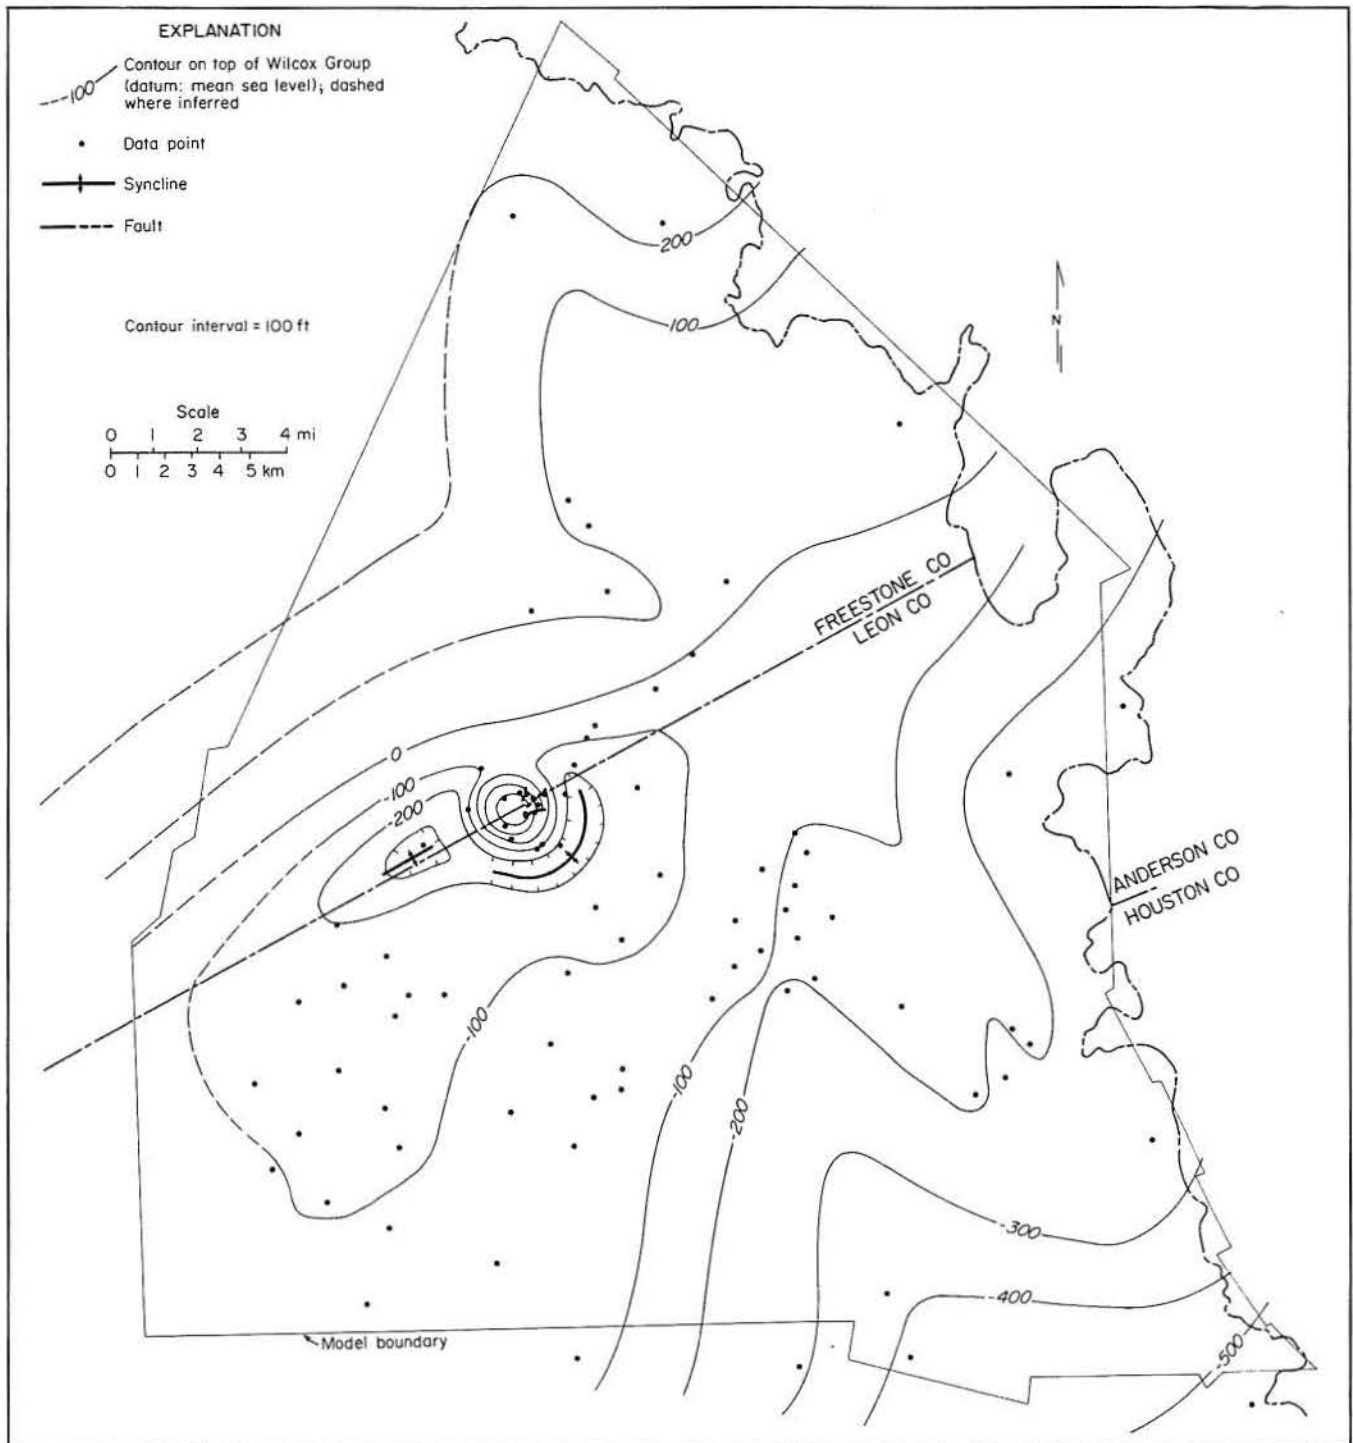 EXPLANATION
100
Contour on top of Wilcox Group
(datum: mean sea level); dashed
where inferred
Data point
Syncline
Fault
Contour interval = 100 ft
Scale
0 1 2 3 4 mi
0 1 2 3 4 5 km
200
100
N
FREESTONE CO
LEON CO
0
-100
-200
ANDERSON CO
HOUSTON CO
-100
-100
-200
-300
-400
-500
Model boundary